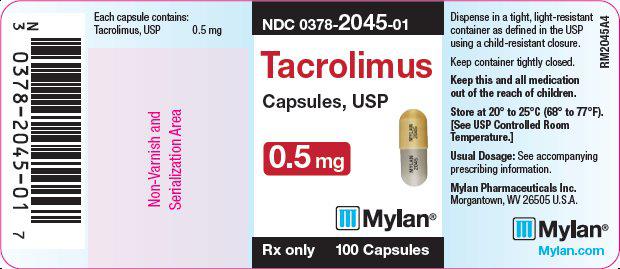 3 0378-2045-01 7
Each capsule contains:
Tacrolimus, USP 0.5 mg
Non-Varnish and
Serialization Area
NDC 0378-2045-01
Tacrolimus
Capsules, USP
MYLAN
2045
MYLAN
2045
0.5 mg
Mylan®
Rx only 100 Capsules
Dispense in a tight, light-resistant
container as defined in the USP
using a child-resistant closure.
Keep container tightly closed.
Keep this and all medication
out of the reach of children.
Store at 20° to 25°C (68° to 77°F).
[See USP Controlled Room
Temperature.]
Usual Dosage: See accompanying
prescribing information.
Mylan Pharmaceuticals Inc.
Morgantown, WV 26505 U.S.A.
Mylan®
Mylan.com
RM2045A4